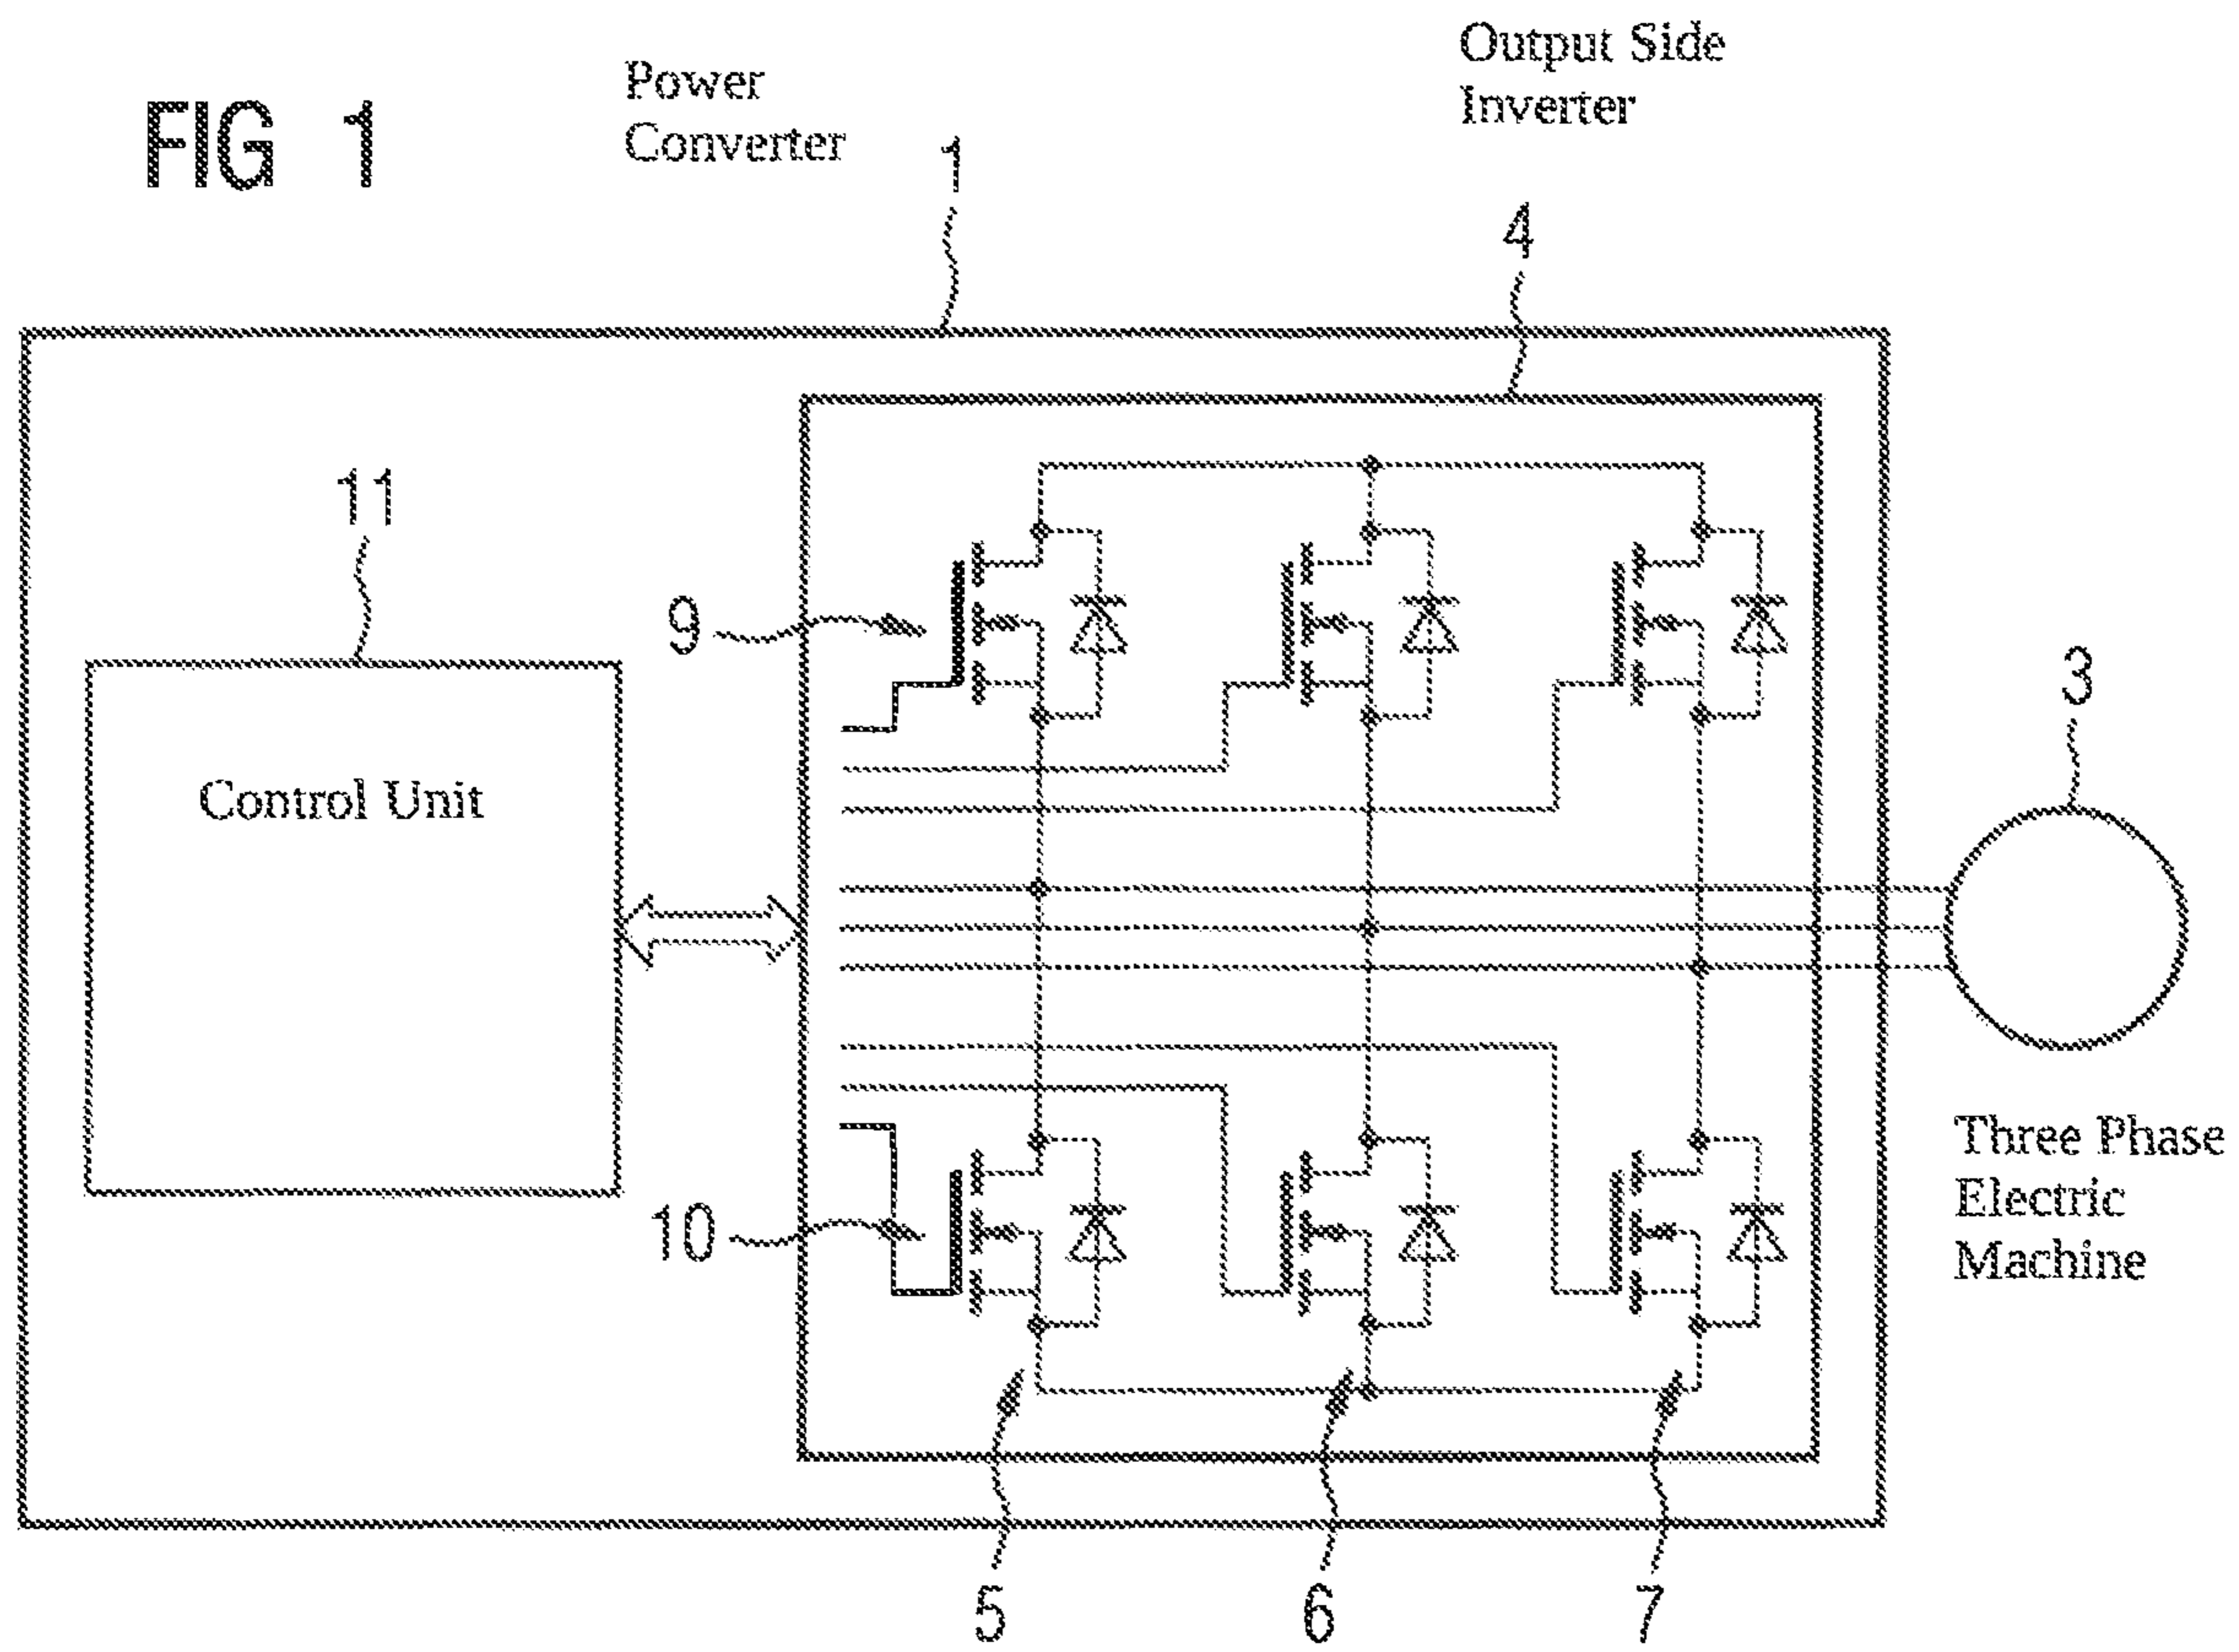 FIG 1
Power
Converter
1
Output Side
Inverter
4
11
Control Unit
9
3
10
Three Phase
Electric
Machine
5
6
7